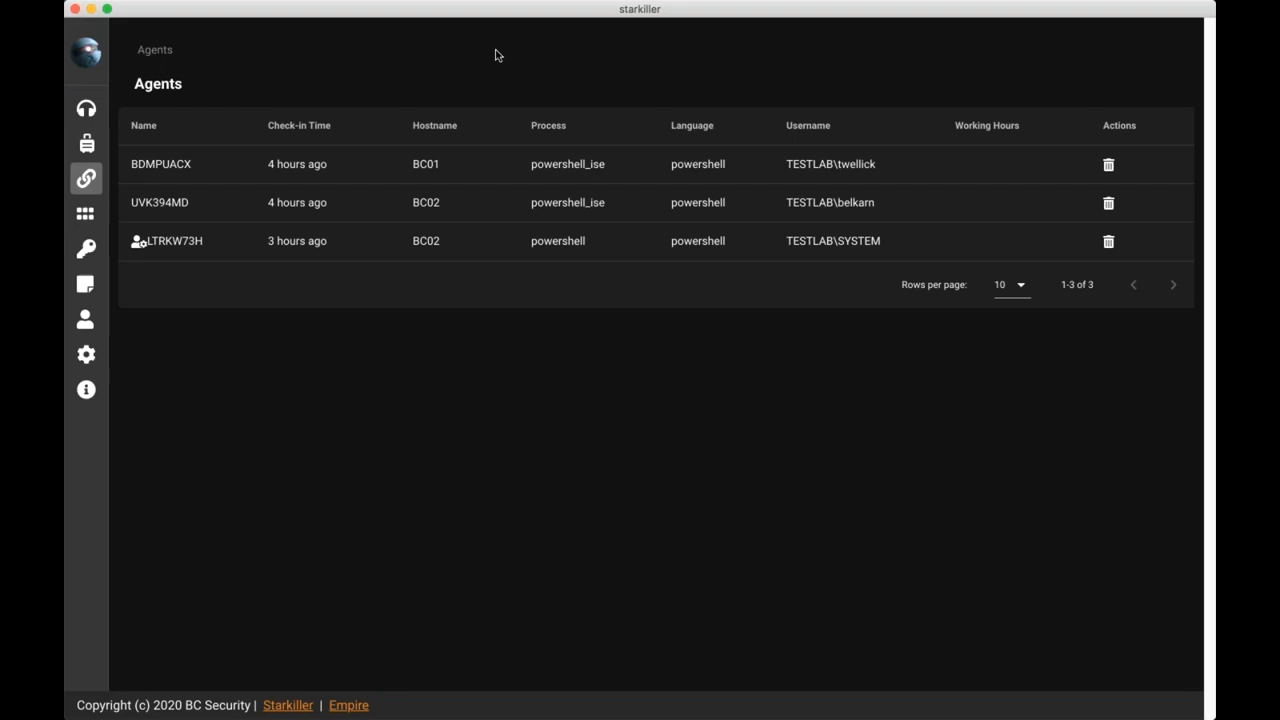 starkiller
Agents
Agents
Name Check-in Time Hostname Process Language Username Working Hours Actions
BDMPUACX 4 hours ago BC01 powershell_ise powershell TESTLAB\twellick
UVK394MD 4 hours ago BC02 powershell_ise powershell TESTLAB\belkarn
LTRKW73H 3 hours ago BC02 powershell powershell TESTLAB\SYSTEM
Rows per page: 10 1-3 of 3
Copyright (c) 2020 BC Security | Starkiller | Empire